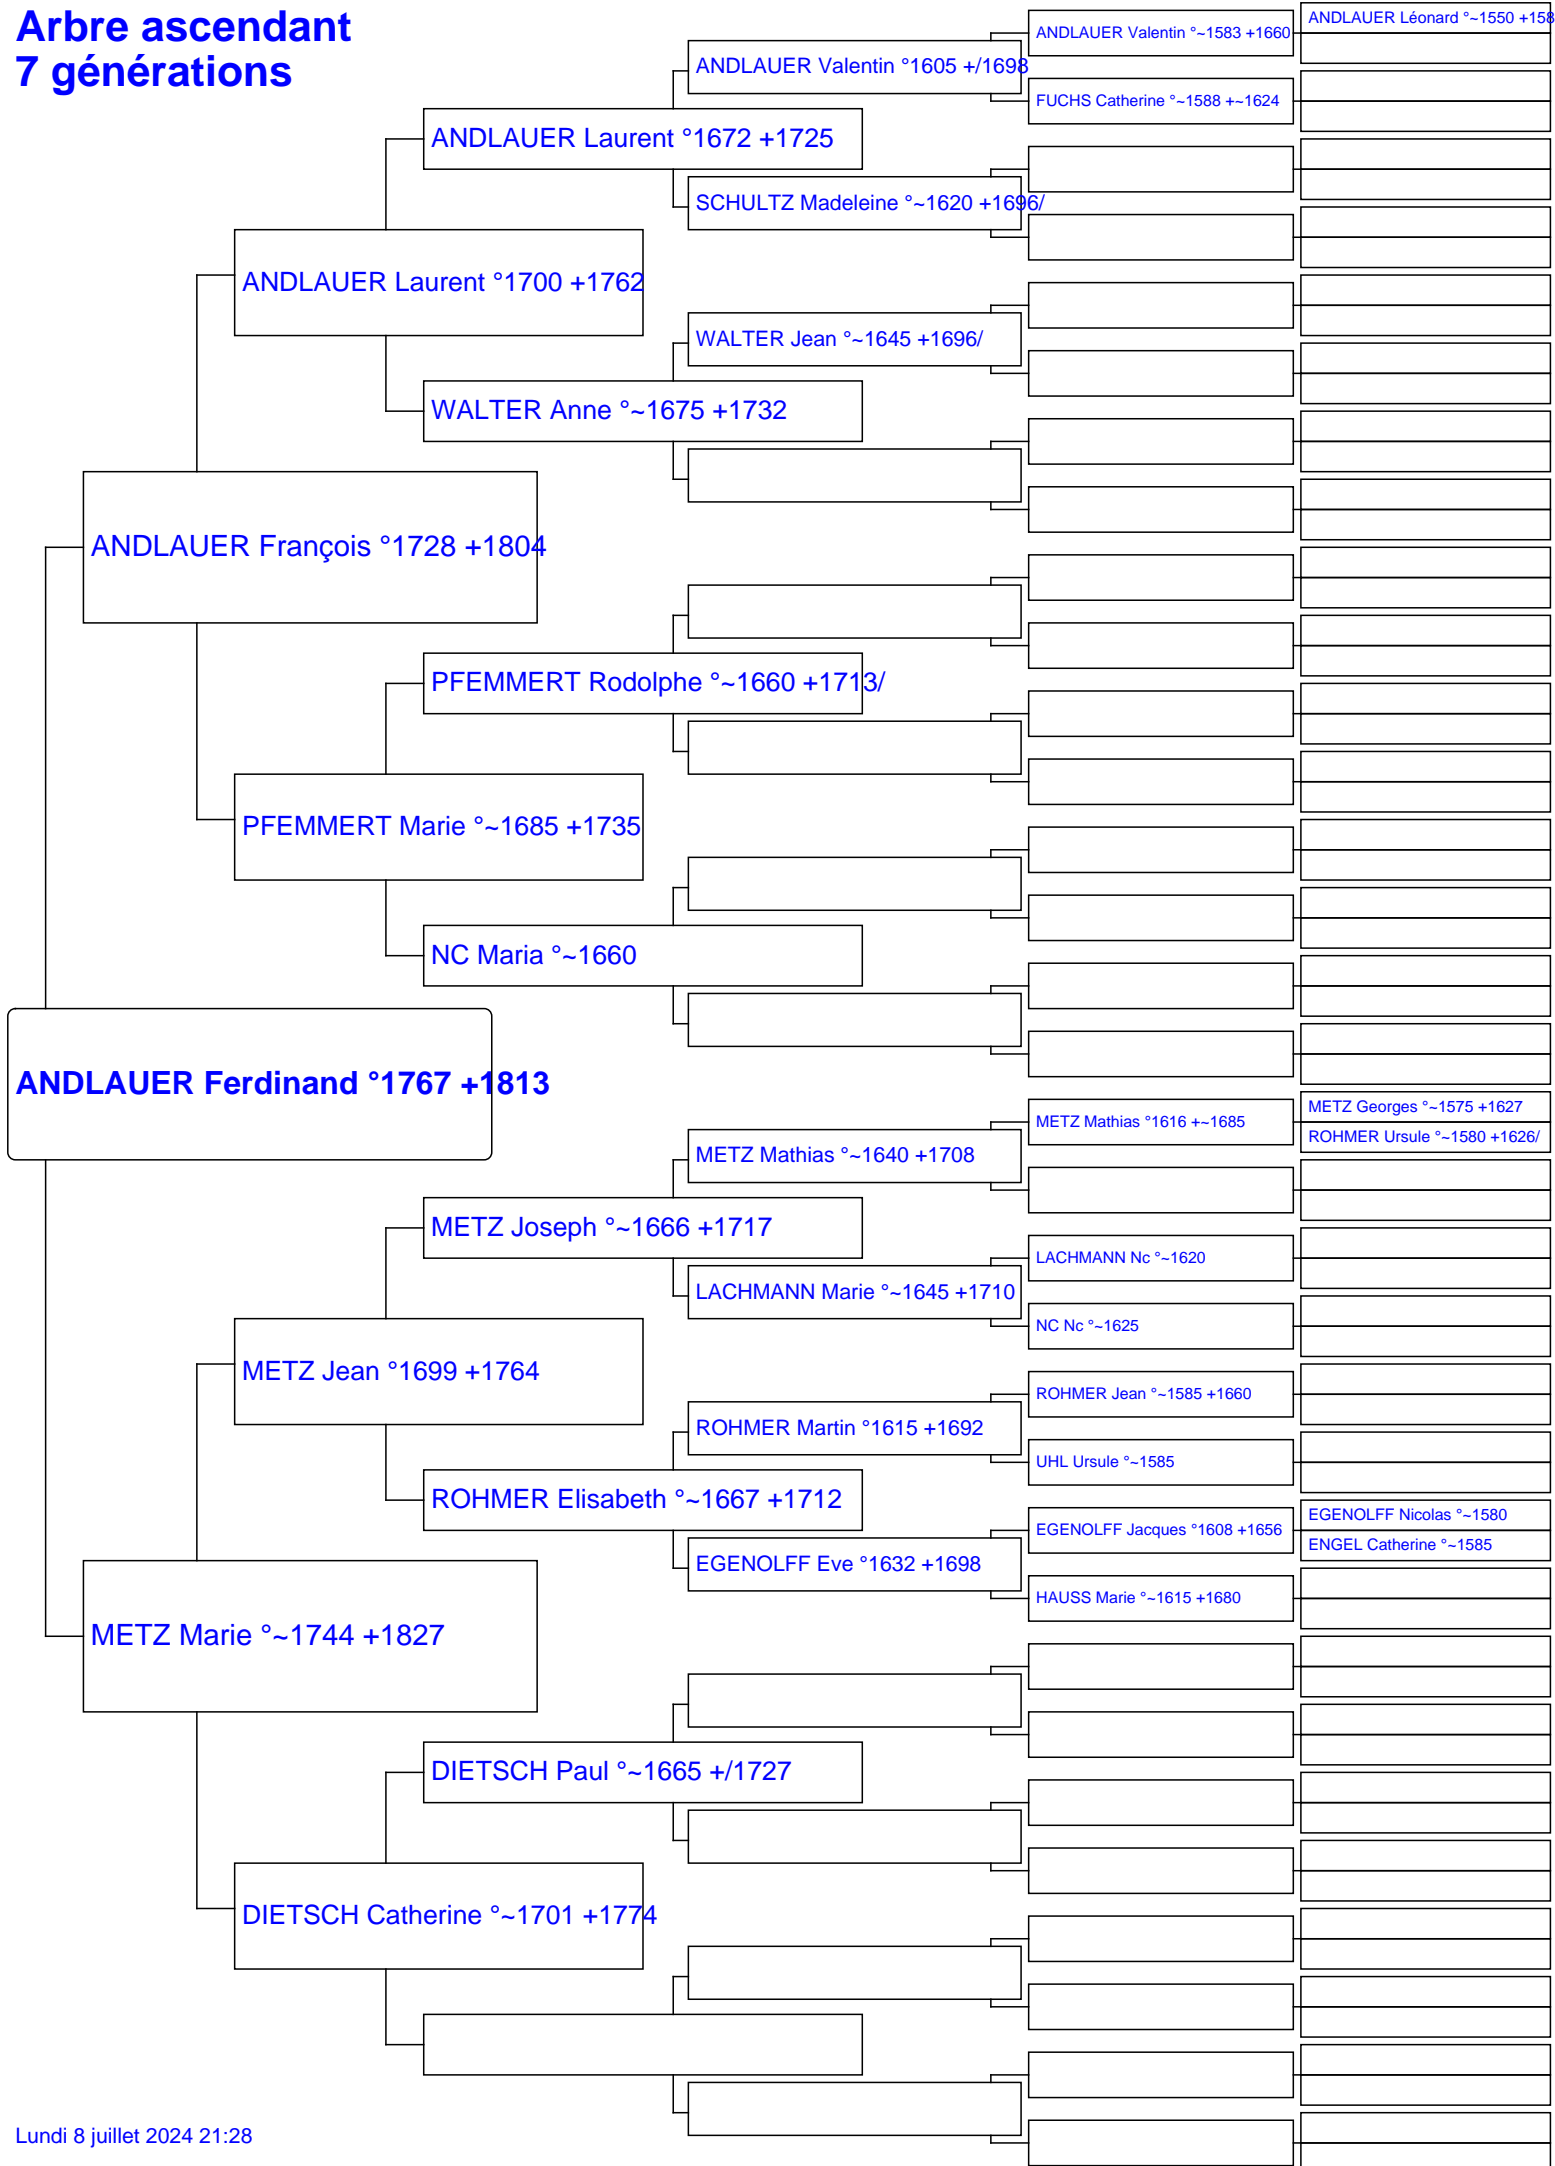 Arbre ascendant
7 générations
ANDLAUER Léonard °~1550 +158
ANDLAUER Valentin °~1583 +1660
ANDLAUER Valentin °1605 +/1698
FUCHS Catherine °~1588 +~1624
ANDLAUER Laurent °1672 +1725
SCHULTZ Madeleine °~1620 +1696/
ANDLAUER Laurent °1700 +1762
WALTER Jean °~1645 +1696/
WALTER Anne °~1675 +1732
ANDLAUER François °1728 +1804
PFEMMERT Rodolphe °~1660 +1713/
PFEMMERT Marie °~1685 +1735
NC Maria °~1660
ANDLAUER Ferdinand °1767 +1813
METZ Georges °~1575 +1627
METZ Mathias °1616 +~1685
ROHMER Ursule °~1580 +1626/
METZ Mathias °~1640 +1708
METZ Joseph °~1666 +1717
LACHMANN Nc °~1620
LACHMANN Marie °~1645 +1710
NC Nc °~1625
METZ Jean °1699 +1764
ROHMER Jean °~1585 +1660
ROHMER Martin °1615 +1692
UHL Ursule °~1585
ROHMER Elisabeth °~1667 +1712
EGENOLFF Nicolas °~1580
EGENOLFF Jacques °1608 +1656
ENGEL Catherine °~1585
EGENOLFF Eve °1632 +1698
HAUSS Marie °~1615 +1680
METZ Marie °~1744 +1827
DIETSCH Paul °~1665 +/1727
DIETSCH Catherine °~1701 +1774
Lundi 8 juillet 2024 21:28